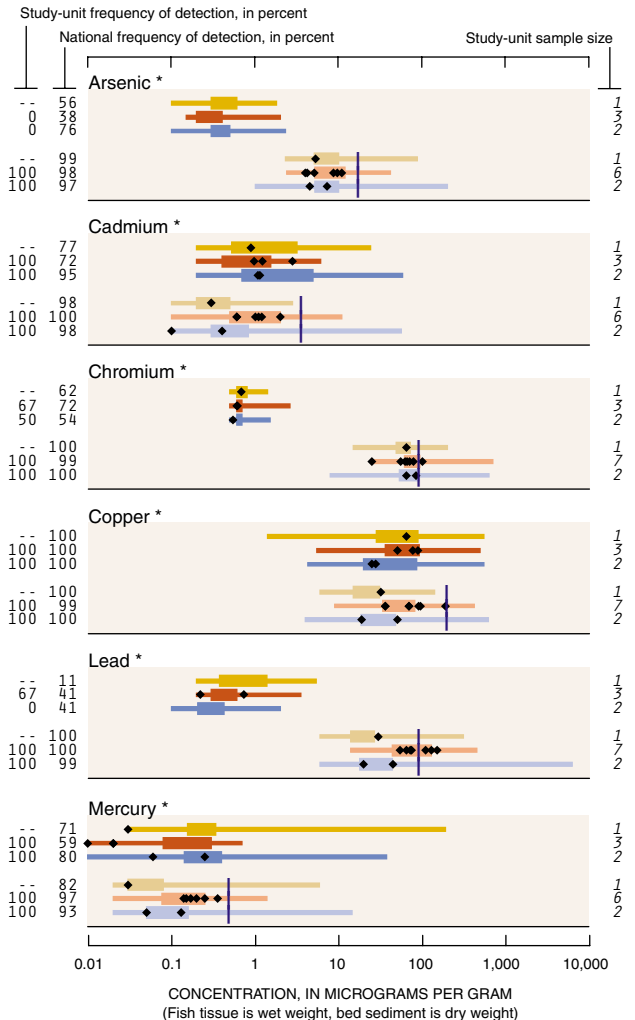 Study-unit frequency of detection, in percent
National frequency of detection, in percent
Study-unit sample size
Arsenic *
-- 56 1
0 38 3
0 76 2
-- 99 1
100 98 6
100 97 2
Cadmium *
-- 77 1
100 72 3
100 95 2
-- 98 1
100 100 6
100 98 2
Chromium *
-- 62 1
67 72 3
50 54 2
-- 100 1
100 99 7
100 100 2
Copper *
-- 100 1
100 100 3
100 100 2
-- 100 1
100 99 7
100 100 2
Lead *
-- 11 1
67 41 3
0 41 2
-- 100 1
100 100 7
100 99 2
Mercury *
-- 71 1
100 59 3
100 80 2
-- 82 1
100 97 6
100 93 2
0.01 0.1 1 10 100 1,000 10,000
CONCENTRATION, IN MICROGRAMS PER GRAM
(Fish tissue is wet weight, bed sediment is dry weight)